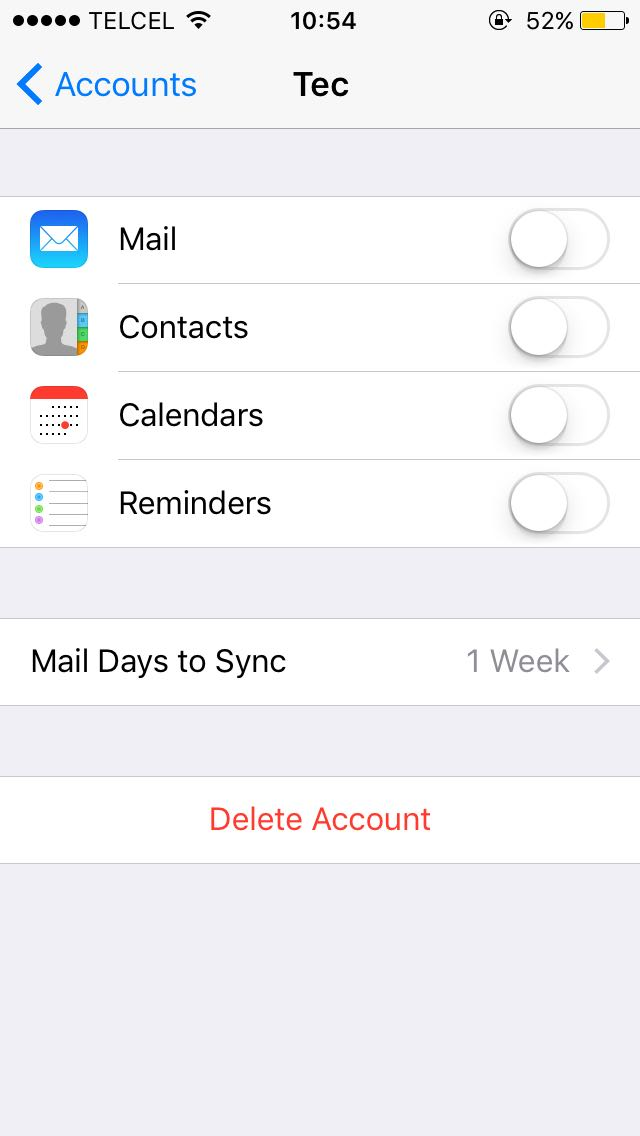 TELCEL 10:54 52%
Accounts Tec
Mail
Contacts
Calendars
Reminders
Mail Days to Sync 1 Week
Delete Account